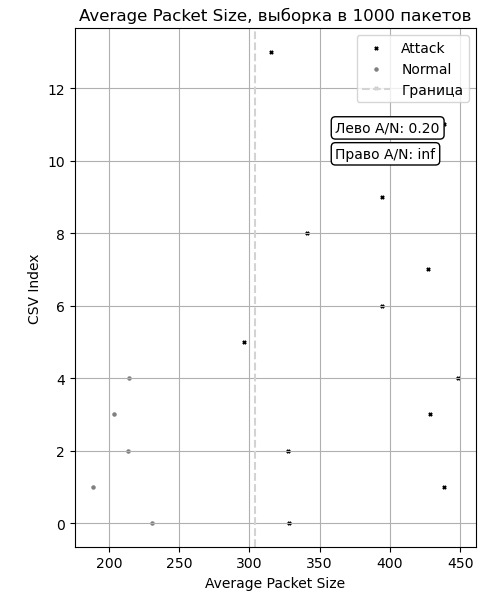 Average Packet Size, выборка в 1000 пакетов
Attack
Normal
Граница
Лево A/N: 0.20
Право A/N: inf
12
10
8
6
4
2
0
CSV Index
200
250
300
350
400
450
Average Packet Size